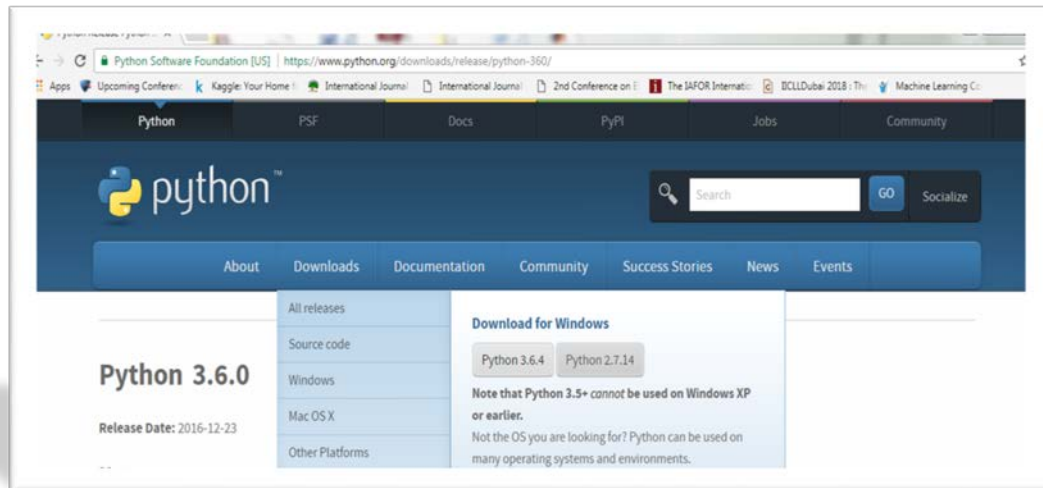 Python Software Foundation [US] | https://www.python.org/downloads/release/python-360/
Apps Upcoming Conferenc Kaggle: Your Home International Journal International Journal 2nd Conference on E The IAFOR Internatio IICLLDubai 2018 : The Machine Learning Co
Python PSF Docs PyPI Jobs Community
python™
Search GO Socialize
About Downloads Documentation Community Success Stories News Events
All releases
Download for Windows
Source code
Python 3.6.4 Python 2.7.14
Python 3.6.0
Windows
Note that Python 3.5+ cannot be used on Windows XP
or earlier.
Mac OS X
Release Date: 2016-12-23
Not the OS you are looking for? Python can be used on
Other Platforms
many operating systems and environments.